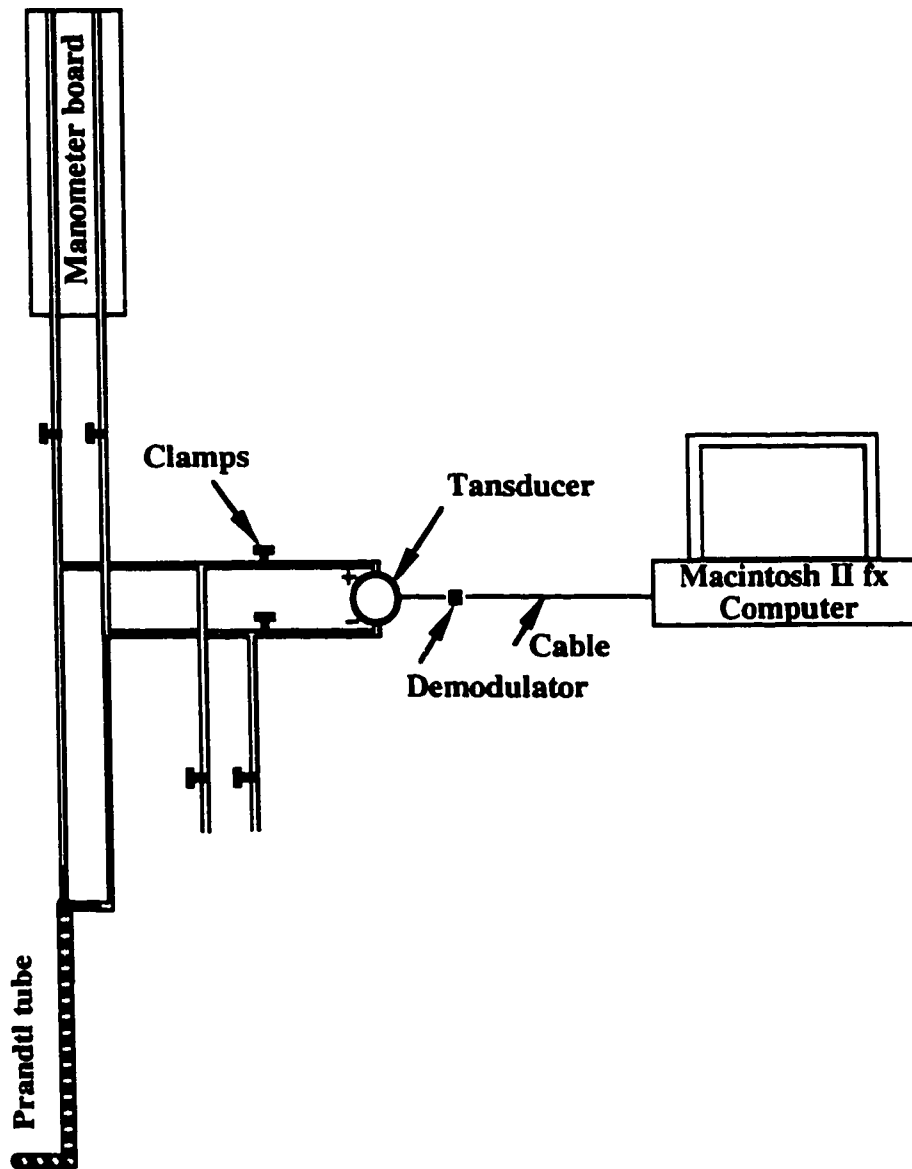 Manometer board
Clamps
Tansducer
+
-
Macintosh II fx
Computer
Cable
Demodulator
Prandtl tube